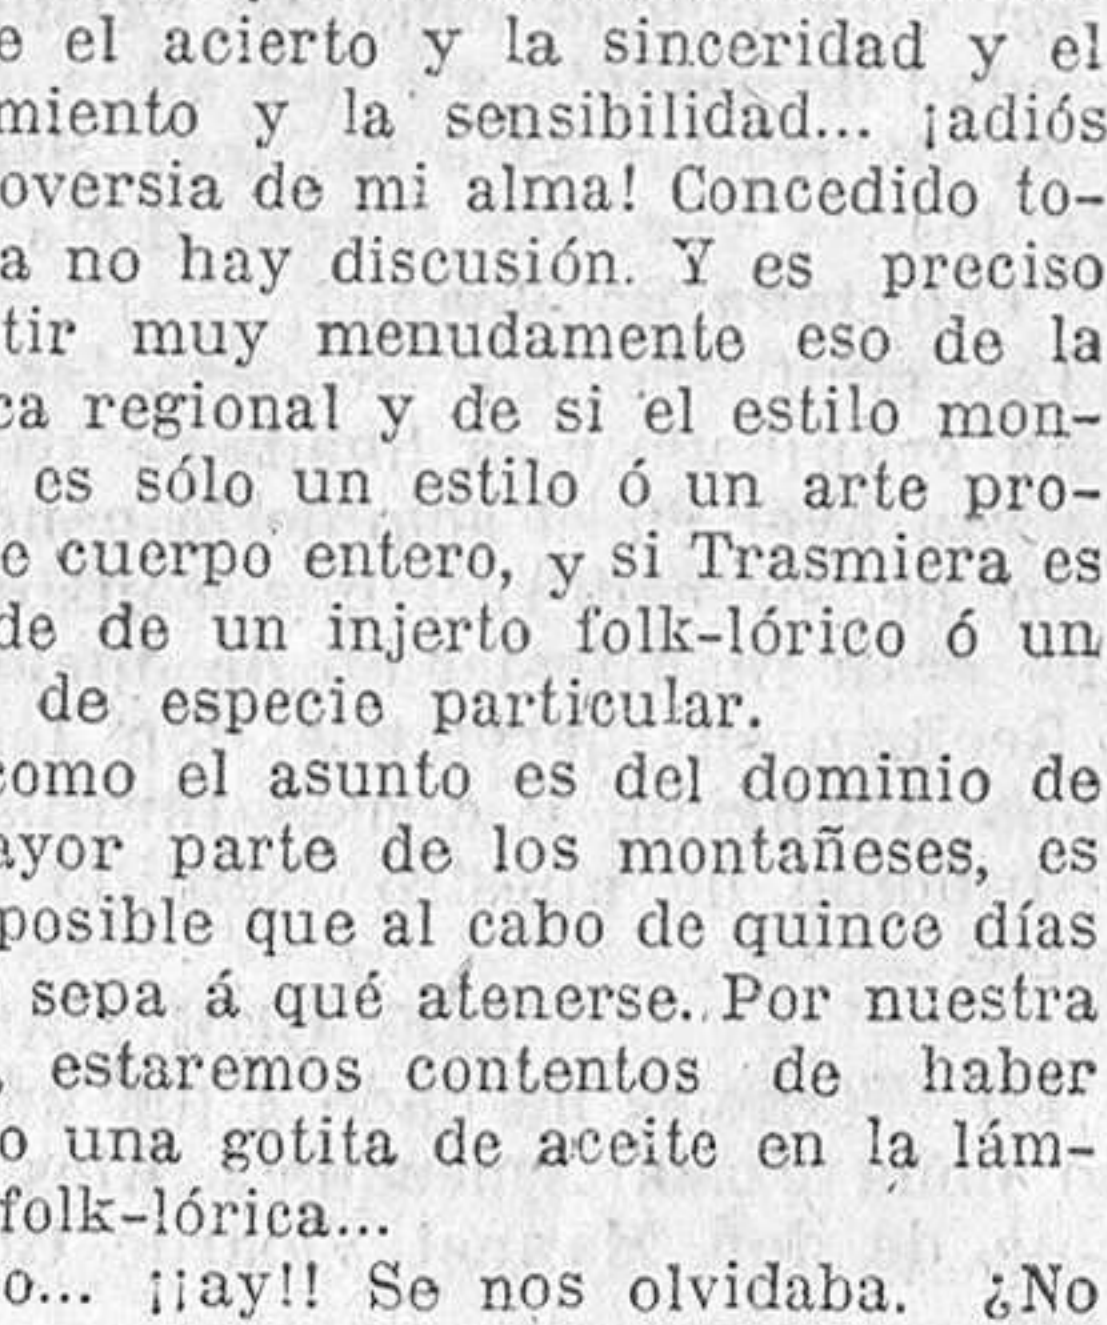 e el acierto y la sinceridad y el
miento y la sensibilidad... ¡adiós
oversia de mi alma! Concedido to-
a no hay discusión. Y es preciso
tir muy menudamente eso de la
ca regional y de si el estilo mon-
es sólo un estilo ó un arte pro-
e cuerpo entero, y si Trasmiera es
de de un injerto folk-lórico ó un
de especie particular.
como el asunto es del dominio de
ayor parte de los montañeses, es
posible que al cabo de quince días
sepa á qué atenerse. Por nuestra
, estaremos contentos de haber
o una gotita de aceite en la lám-
folk-lórica...
o... ¡¡ay!! Se nos olvidaba. ¿No